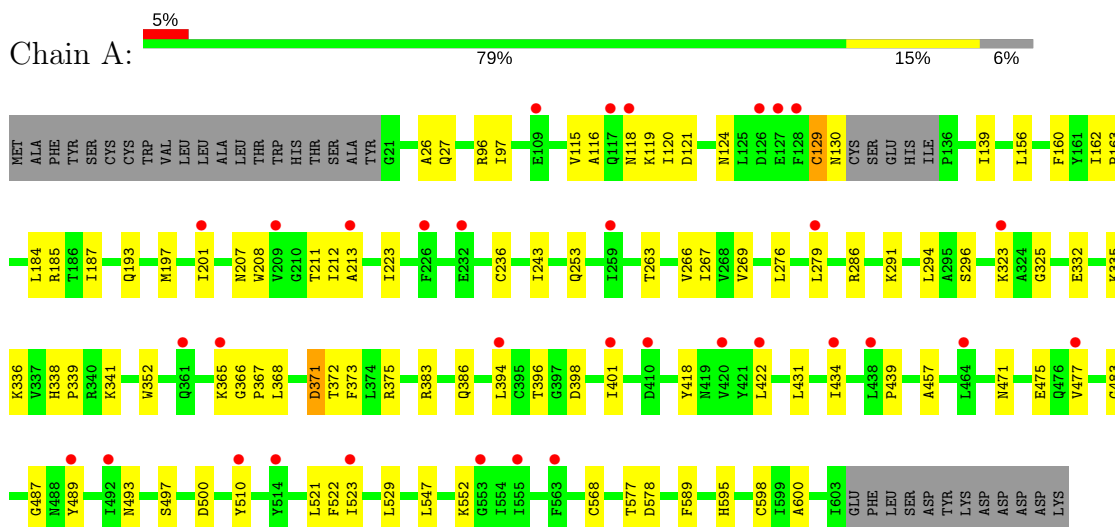 5%
Chain A:
79% 15% 6%
MET ALA PHE TYR SER CYS CYS TRP VAL LEU LEU ALA LEU THR TRP HIS THR SER ALA TYR G21 A26 Q27 R96 I97 E109 V115 A116 Q117 N118 K119 I120 D121 N124 L125 D126 E127 F128 C129 N130 CYS SER GLU HIS ILE P136 I139 L156 F160 Y161 I162
L184 R185 T186 I187 Q193 M197 I201 N207 W208 V209 G210 T211 I212 A213 I223 F226 E232 C236 I243 Q253 I259 T263 V266 I267 V268 V269 L276 L279 R286 K291 L294 A295 S296 K323 A324 G325 E332
K336 V337 H338 P339 R340 K341 W352 Q361 K365 G366 P367 L368 D371 T372 F373 L374 R375 R383 Q386 L394 C395 T396 G397 D398 I401 D410 Y418 N419 V420 Y421 L422 L431 I434 L438 P439 A457 L464 N471 E475 Q476 V477
G487 N488 Y489 I492 N493 S497 D500 Y510 Y514 L521 F522 I523 L529 L547 K552 G553 I554 I555 F563 C568 T577 D578 F589 H595 C598 I599 A600 I603 GLU PHE LEU SER ASP TYR LYS ASP ASP ASP ASP LYS